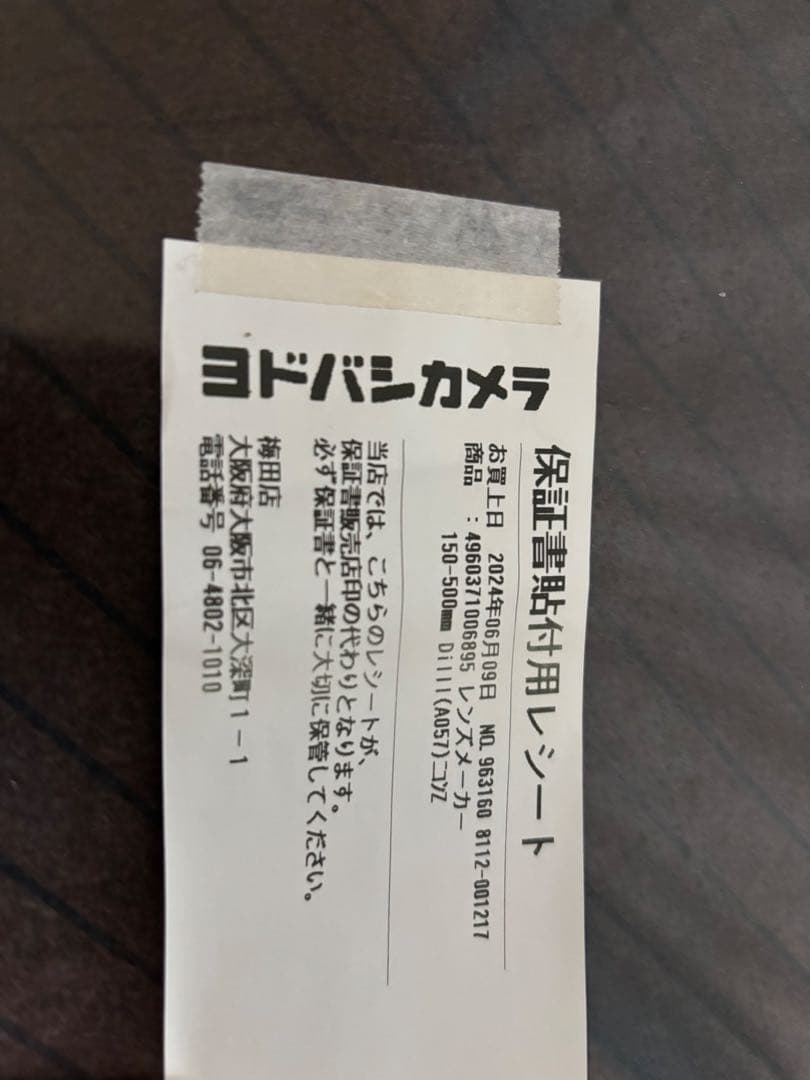 ヨドバシカメラ
保証書貼付用レシート
お買上日 2024年06月09日 NO.963160 8112-001217
商品 :4960371006895 レンズメーカー
150-500mm DiIII(A057)ニコンZ
当店では、こちらのレシートが、
保証書販売店印の代わりとなります。
必ず保証書と一緒に大切に保管してください。
梅田店
大阪府大阪市北区大深町1-1
電話番号 06-4802-1010